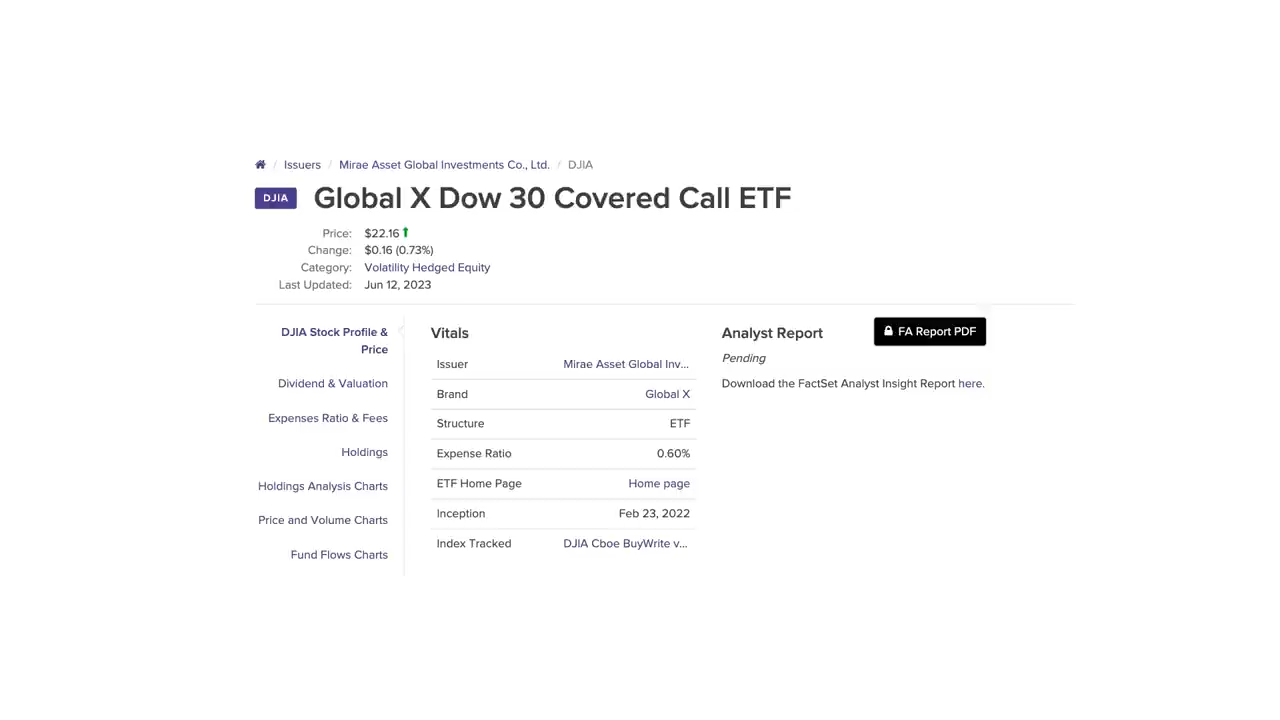 / Issuers / Mirae Asset Global Investments Co., Ltd. / DJIA
DJIA Global X Dow 30 Covered Call ETF
Price: $22.16
Change: $0.16 (0.73%)
Category: Volatility Hedged Equity
Last Updated: Jun 12, 2023
DJIA Stock Profile &
Price
Dividend & Valuation
Expenses Ratio & Fees
Holdings
Holdings Analysis Charts
Price and Volume Charts
Fund Flows Charts
Vitals
Issuer Mirae Asset Global Inv...
Brand Global X
Structure ETF
Expense Ratio 0.60%
ETF Home Page Home page
Inception Feb 23, 2022
Index Tracked DJIA Cboe BuyWrite v...
Analyst Report
FA Report PDF
Pending
Download the FactSet Analyst Insight Report here.